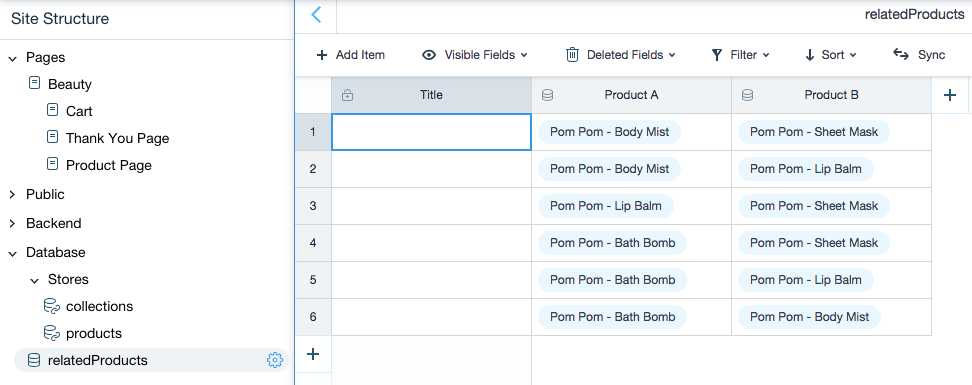 Site Structure
Pages
Beauty
Cart
Thank You Page
Product Page
Public
Backend
Database
Stores
collections
products
relatedProducts
relatedProducts
Add Item Visible Fields Deleted Fields Filter Sort Sync
Title Product A Product B
1 Pom Pom - Body Mist Pom Pom - Sheet Mask
2 Pom Pom - Body Mist Pom Pom - Lip Balm
3 Pom Pom - Lip Balm Pom Pom - Sheet Mask
4 Pom Pom - Bath Bomb Pom Pom - Sheet Mask
5 Pom Pom - Bath Bomb Pom Pom - Lip Balm
6 Pom Pom - Bath Bomb Pom Pom - Body Mist